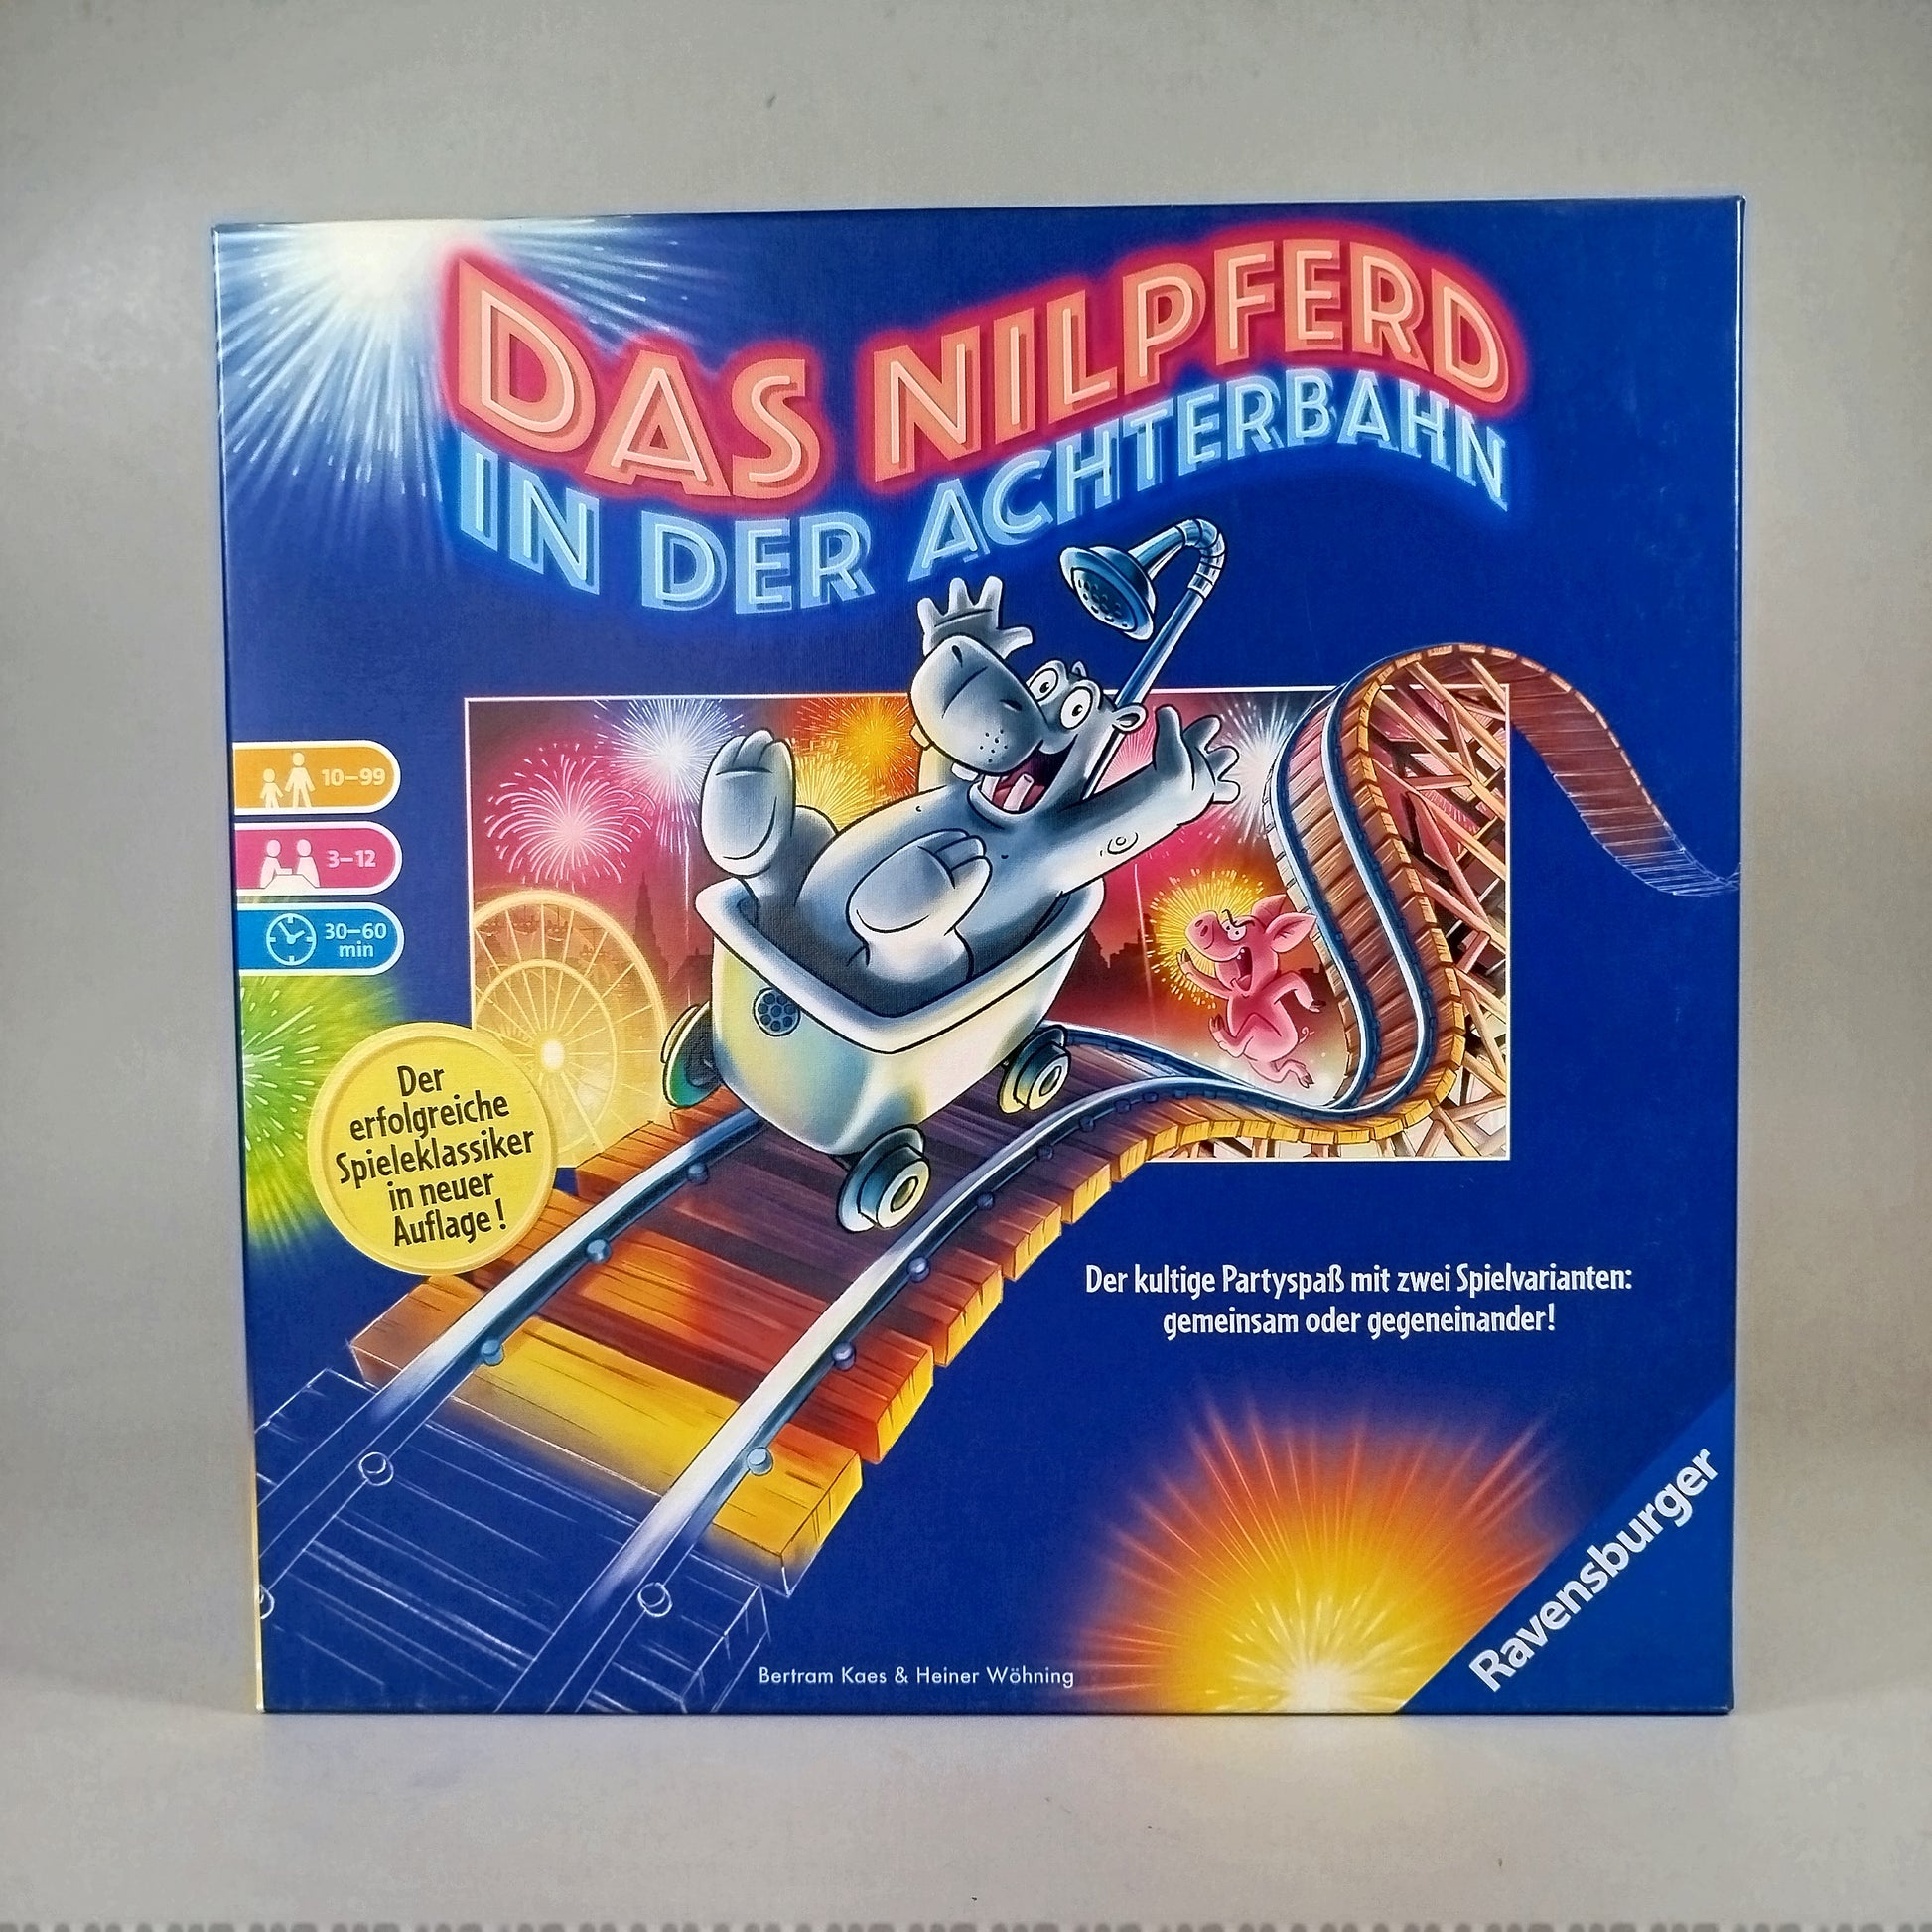 DAS NILPFERD
IN DER ACHTERBAHN
10–99
3–12
30–60
min
Der
erfolgreiche
Spieleklassiker
in neuer
Auflage!
Der kultige Partyspaß mit zwei Spielvarianten:
gemeinsam oder gegeneinander!
Bertram Kaes & Heiner Wöhning
Ravensburger